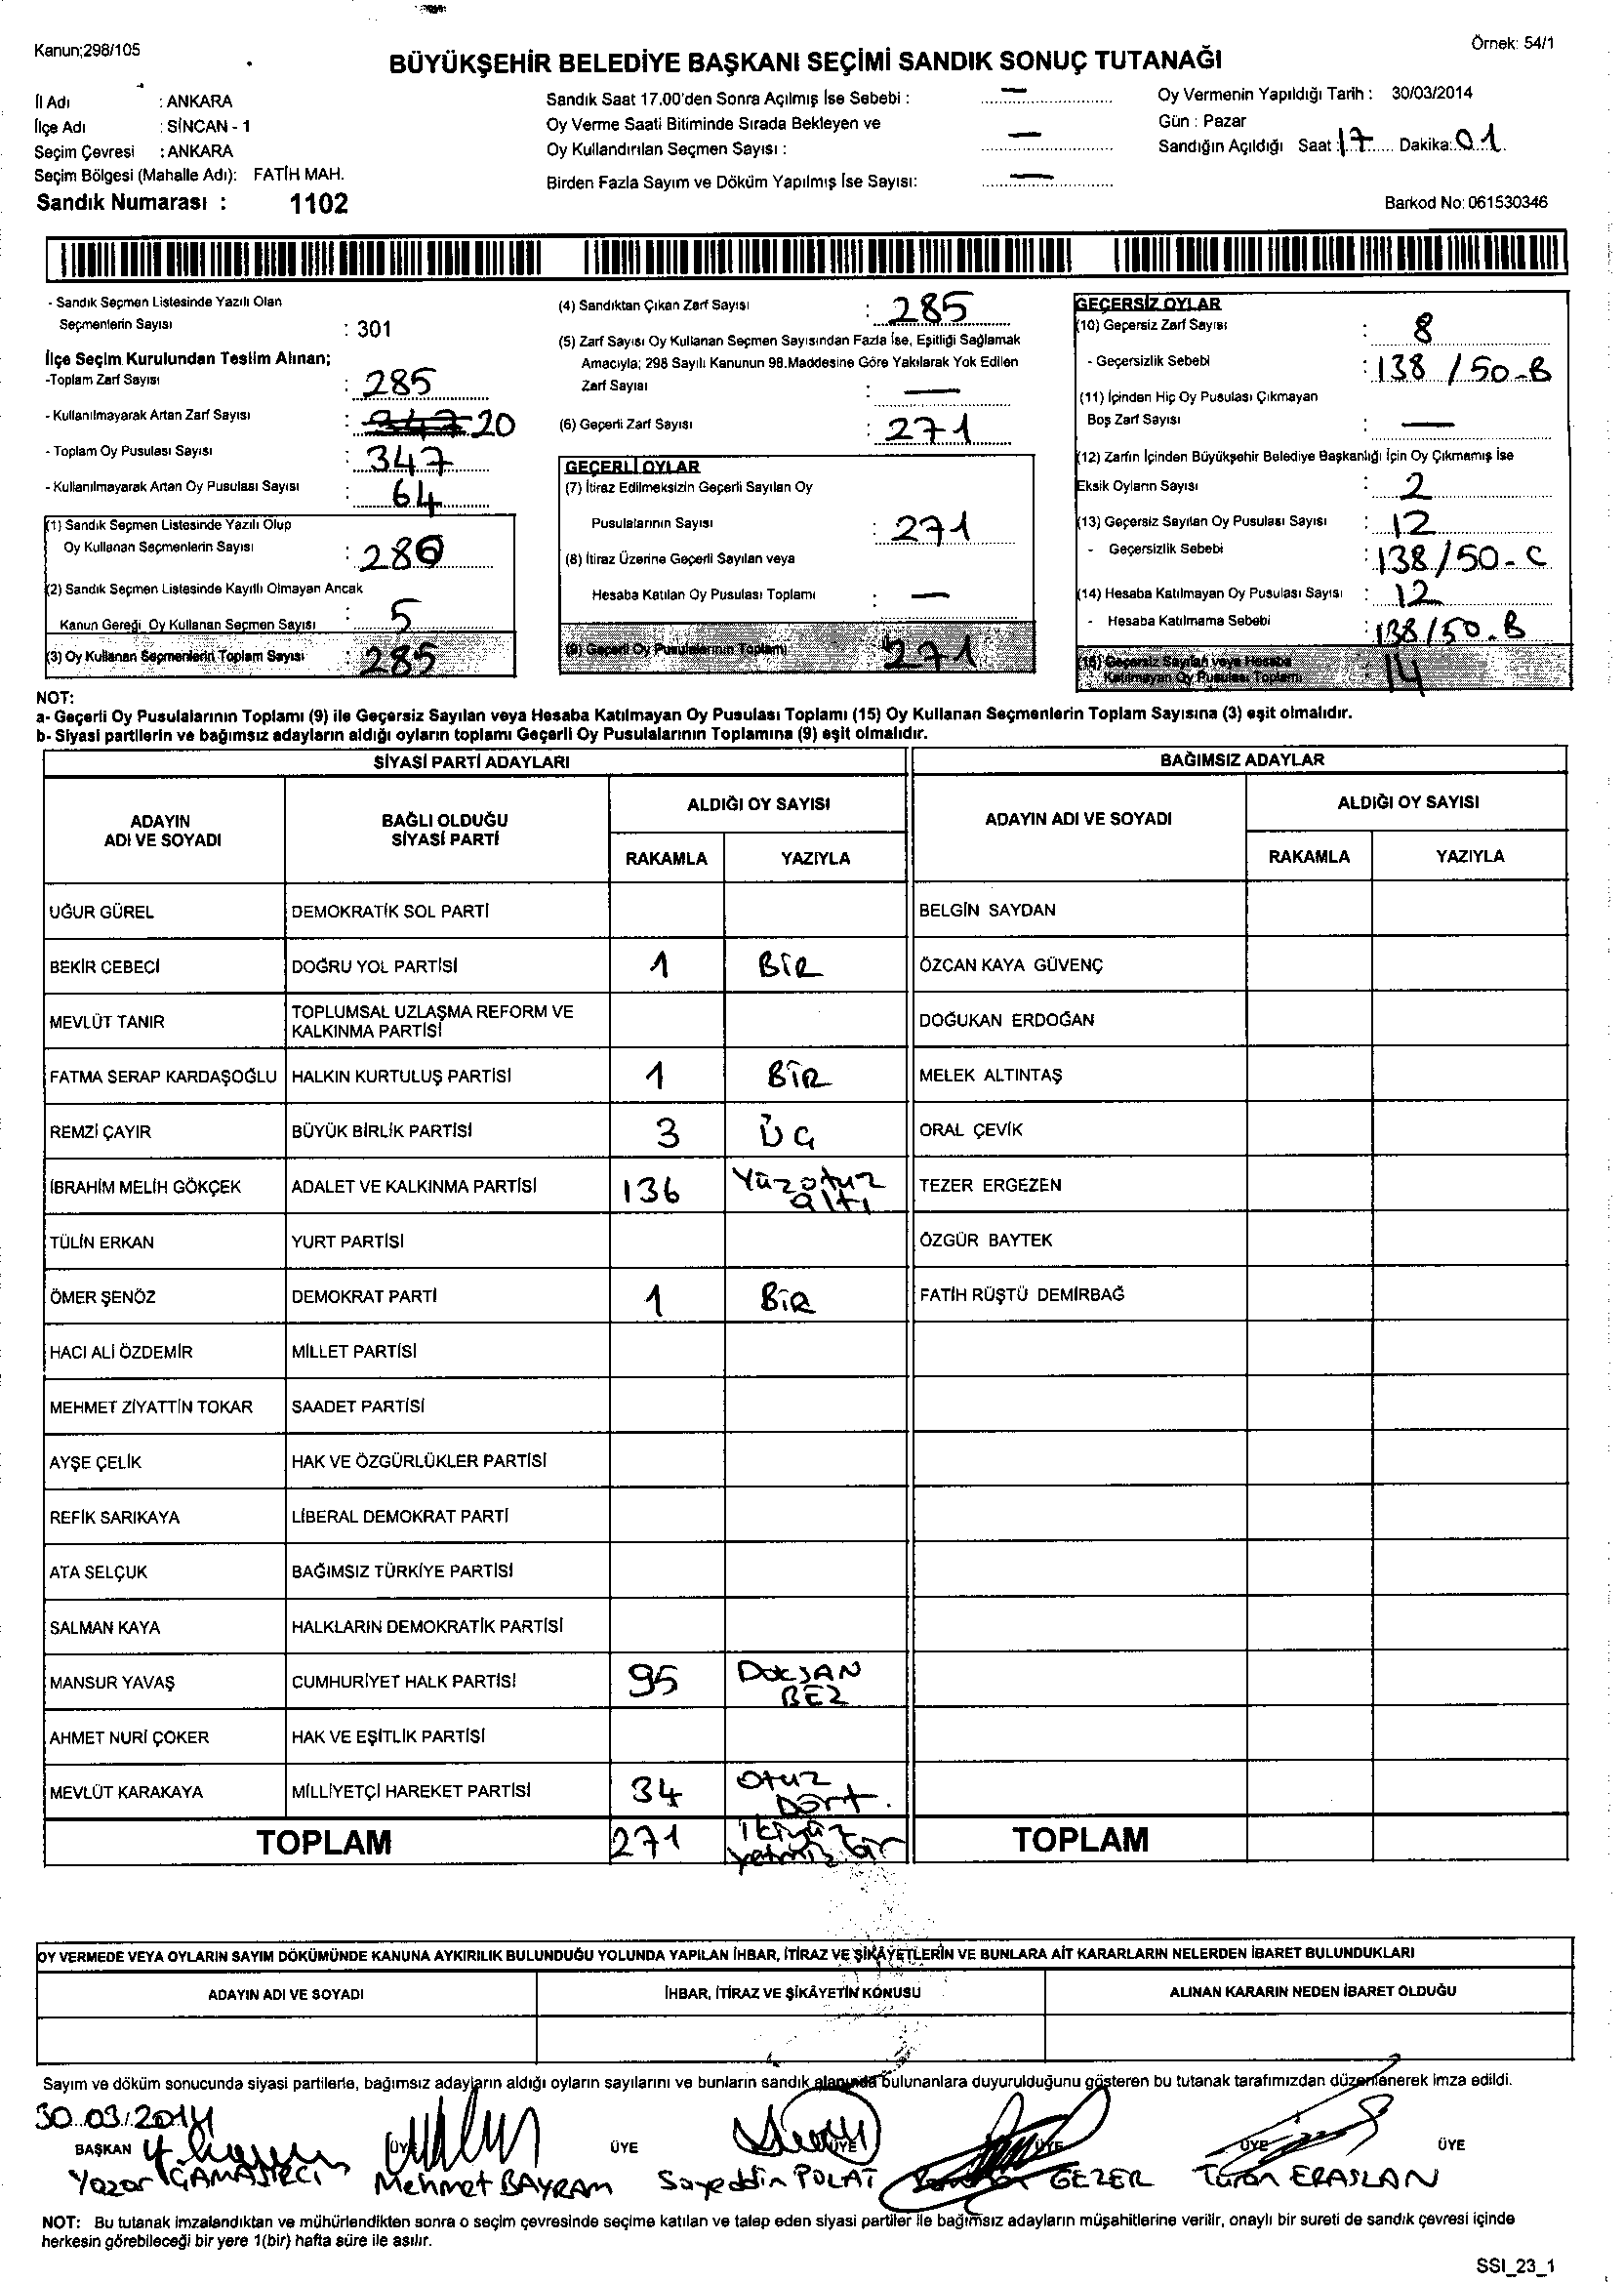 Kanun;298/105
Örnek: 54/1
BÜYÜKŞEHİR BELEDİYE BAŞKANI SEÇİMİ SANDIK SONUÇ TUTANAĞI
İl Adı : ANKARA
İlçe Adı : SİNCAN - 1
Seçim Çevresi : ANKARA
Seçim Bölgesi (Mahalle Adı): FATİH MAH.
Sandık Numarası : 1102
Sandık Saat 17.00'den Sonra Açılmış İse Sebebi : —
Oy Verme Saati Bitiminde Sırada Bekleyen ve
Oy Kullandırılan Seçmen Sayısı : —
Birden Fazla Sayım ve Döküm Yapılmış İse Sayısı: —
Oy Vermenin Yapıldığı Tarih : 30/03/2014
Gün : Pazar
Sandığın Açıldığı Saat : 17 Dakika: 01
Barkod No: 061530346
- Sandık Seçmen Listesinde Yazılı Olan
Seçmenlerin Sayısı : 301
İlçe Seçim Kurulundan Teslim Alınan;
-Toplam Zarf Sayısı : 285
- Kullanılmayarak Artan Zarf Sayısı : 347 20
- Toplam Oy Pusulası Sayısı : 347
- Kullanılmayarak Artan Oy Pusulası Sayısı : 64
(1) Sandık Seçmen Listesinde Yazılı Olup
Oy Kullanan Seçmenlerin Sayısı : 280
(2) Sandık Seçmen Listesinde Kayıtlı Olmayan Ancak
Kanun Gereği Oy Kullanan Seçmen Sayısı : 5
(3) Oy Kullanan Seçmenlerin Toplam Sayısı : 285
(4) Sandıktan Çıkan Zarf Sayısı : 285
(5) Zarf Sayısı Oy Kullanan Seçmen Sayısından Fazla İse, Eşitliği Sağlamak
Amacıyla; 298 Sayılı Kanunun 98.Maddesine Göre Yakılarak Yok Edilen
Zarf Sayısı : —
(6) Geçerli Zarf Sayısı : 271
GEÇERLİ OYLAR
(7) İtiraz Edilmeksizin Geçerli Sayılan Oy
Pusulalarının Sayısı : 271
(8) İtiraz Üzerine Geçerli Sayılan veya
Hesaba Katılan Oy Pusulası Toplamı : —
(9) Geçerli Oy Pusulalarının Toplamı 271
GEÇERSİZ OYLAR
(10) Geçersiz Zarf Sayısı : 8
- Geçersizlik Sebebi : 138 / 50-B
(11) İçinden Hiç Oy Pusulası Çıkmayan
Boş Zarf Sayısı : —
(12) Zarfın İçinden Büyükşehir Belediye Başkanlığı İçin Oy Çıkmamış İse
Eksik Oyların Sayısı : 2
(13) Geçersiz Sayılan Oy Pusulası Sayısı : 12
- Geçersizlik Sebebi : 138/50-C
(14) Hesaba Katılmayan Oy Pusulası Sayısı : 12
- Hesaba Katılmama Sebebi : 138/50.B
(15) Geçersiz Sayılan veya Hesaba
Katılmayan Oy Pusulası Toplamı : 14
NOT:
a- Geçerli Oy Pusulalarının Toplamı (9) ile Geçersiz Sayılan veya Hesaba Katılmayan Oy Pusulası Toplamı (15) Oy Kullanan Seçmenlerin Toplam Sayısına (3) eşit olmalıdır.
b- Siyasi partilerin ve bağımsız adayların aldığı oyların toplamı Geçerli Oy Pusulalarının Toplamına (9) eşit olmalıdır.
SİYASİ PARTİ ADAYLARI
BAĞIMSIZ ADAYLAR
ADAYIN
ADI VE SOYADI
BAĞLI OLDUĞU
SİYASİ PARTİ
ALDIĞI OY SAYISI
RAKAMLA YAZIYLA
ADAYIN ADI VE SOYADI
ALDIĞI OY SAYISI
RAKAMLA YAZIYLA
UĞUR GÜREL DEMOKRATİK SOL PARTİ BELGİN SAYDAN
BEKİR CEBECİ DOĞRU YOL PARTİSİ 1 BİR ÖZCAN KAYA GÜVENÇ
MEVLÜT TANIR TOPLUMSAL UZLAŞMA REFORM VE
KALKINMA PARTİSİ DOĞUKAN ERDOĞAN
FATMA SERAP KARDAŞOĞLU HALKIN KURTULUŞ PARTİSİ 1 BİR MELEK ALTINTAŞ
REMZİ ÇAYIR BÜYÜK BİRLİK PARTİSİ 3 ÜÇ ORAL ÇEVİK
İBRAHİM MELİH GÖKÇEK ADALET VE KALKINMA PARTİSİ 136 Yüzotuz
altı TEZER ERGEZEN
TÜLİN ERKAN YURT PARTİSİ ÖZGÜR BAYTEK
ÖMER ŞENÖZ DEMOKRAT PARTİ 1 BİR FATİH RÜŞTÜ DEMİRBAĞ
HACI ALİ ÖZDEMİR MİLLET PARTİSİ
MEHMET ZİYATTİN TOKAR SAADET PARTİSİ
AYŞE ÇELİK HAK VE ÖZGÜRLÜKLER PARTİSİ
REFİK SARIKAYA LİBERAL DEMOKRAT PARTİ
ATA SELÇUK BAĞIMSIZ TÜRKİYE PARTİSİ
SALMAN KAYA HALKLARIN DEMOKRATİK PARTİSİ
MANSUR YAVAŞ CUMHURİYET HALK PARTİSİ 95 DOKSAN
BEZ
AHMET NURİ ÇOKER HAK VE EŞİTLİK PARTİSİ
MEVLÜT KARAKAYA MİLLİYETÇİ HAREKET PARTİSİ 34 Otuz
Dört.
TOPLAM 271 İkiyüz
yetmiş bir TOPLAM
OY VERMEDE VEYA OYLARIN SAYIM DÖKÜMÜNDE KANUNA AYKIRILIK BULUNDUĞU YOLUNDA YAPILAN İHBAR, İTİRAZ VE ŞİKÂYETLERİN VE BUNLARA AİT KARARLARIN NELERDEN İBARET BULUNDUKLARI
ADAYIN ADI VE SOYADI İHBAR, İTİRAZ VE ŞİKÂYETİN KONUSU ALINAN KARARIN NEDEN İBARET OLDUĞU
Sayım ve döküm sonucunda siyasi partilerle, bağımsız adayların aldığı oyların sayılarını ve bunların sandık alanında bulunanlara duyurulduğunu gösteren bu tutanak tarafımızdan düzenlenerek imza edildi.
30.03.2014
BAŞKAN ÜYE ÜYE ÜYE ÜYE ÜYE
Yazar ÇAMAŞIRCI Mehmet BAYRAM Sayeddin POLAT GEZER Turan ERASLAN
NOT: Bu tutanak imzalandıktan ve mühürlendikten sonra o seçim çevresinde seçime katılan ve talep eden siyasi partiler ile bağımsız adayların müşahitlerine verilir, onaylı bir sureti de sandık çevresi içinde
herkesin görebileceği bir yere 1(bir) hafta süre ile asılır.
SSI_23_1